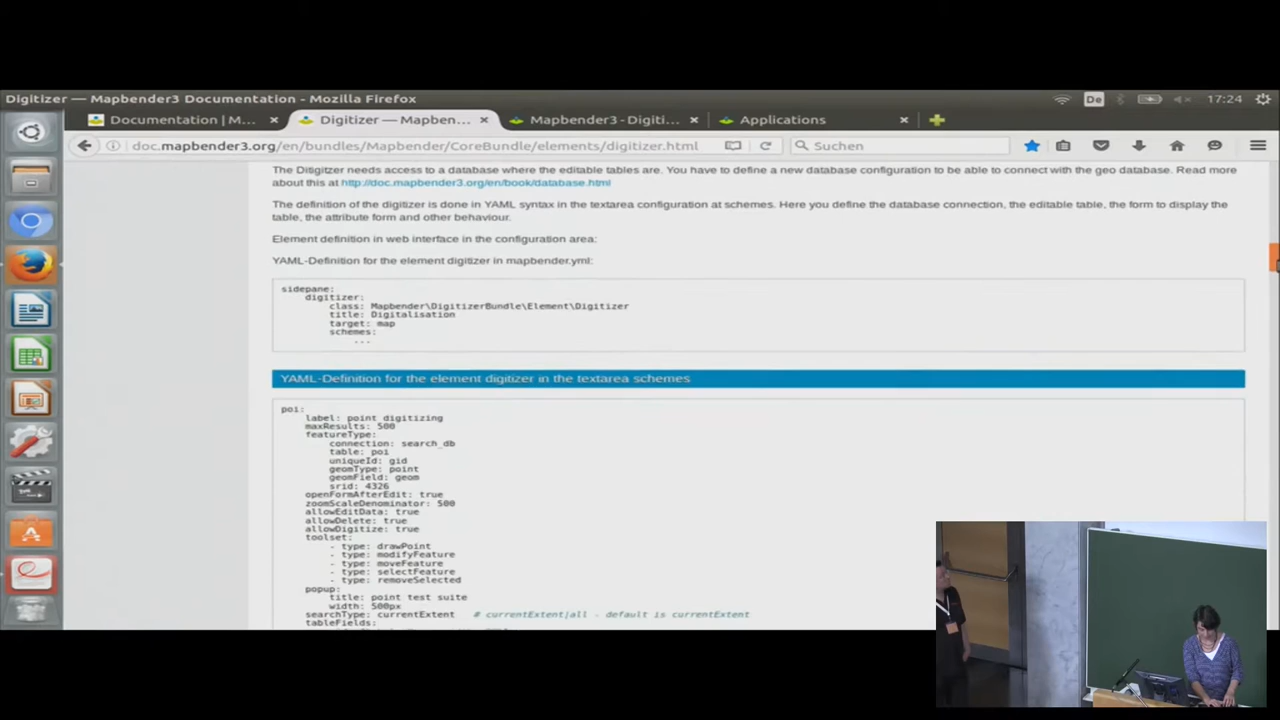 Digitizer — Mapbender3 Documentation - Mozilla Firefox
De
17:24
Documentation | M...
Digitizer — Mapben...
Mapbender3 - Digiti...
Applications
doc.mapbender3.org/en/bundles/Mapbender/CoreBundle/elements/digitizer.html
Suchen
The Ditigitzer needs access to a database where the editable tables are. You have to define a new database configuration to be able to connect with the geo database. Read more
about this at http://doc.mapbender3.org/en/book/database.html
The definition of the digitizer is done in YAML syntax in the textarea configuration at schemes. Here you define the database connection, the editable table, the form to display the
table, the attribute form and other behaviour.
Element definition in web interface in the configuration area:
YAML-Definition for the element digitizer in mapbender.yml:
sidepane:
digitizer:
class: Mapbender\DigitizerBundle\Element\Digitizer
title: Digitalisation
target: map
schemes:
...
YAML-Definition for the element digitizer in the textarea schemes
poi:
label: point digitizing
maxResults: 500
featureType:
connection: search_db
table: poi
uniqueId: gid
geomType: point
geomField: geom
srid: 4326
openFormAfterEdit: true
zoomScaleDenominator: 500
allowEditData: true
allowDelete: true
allowDigitize: true
toolset:
- type: drawPoint
- type: modifyFeature
- type: moveFeature
- type: selectFeature
- type: removeSelected
popup:
title: point test suite
width: 500px
searchType: currentExtent # currentExtent|all - default is currentExtent
tableFields: